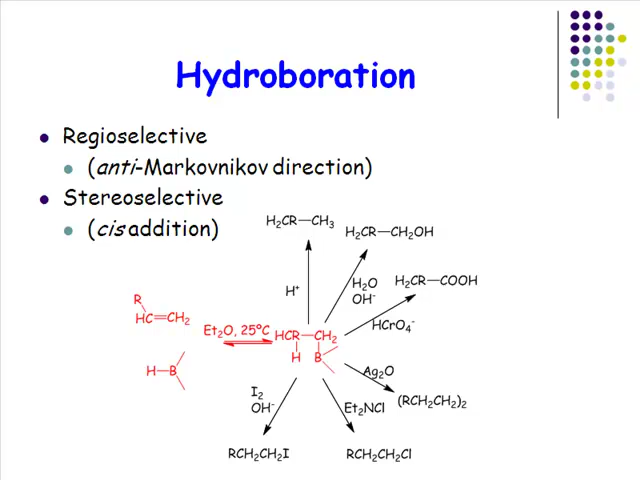 Hydroboration
Regioselective
(anti-Markovnikov direction)
Stereoselective
(cis addition)
H₂CR—CH₃
H₂CR—CH₂OH
H⁺
H₂O
OH⁻
H₂CR—COOH
R
HC=CH₂
Et₂O, 25°C
HCR—CH₂
HCrO₄⁻
H B
H—B
Ag₂O
I₂
OH⁻
Et₂NCl
(RCH₂CH₂)₂
RCH₂CH₂I
RCH₂CH₂Cl